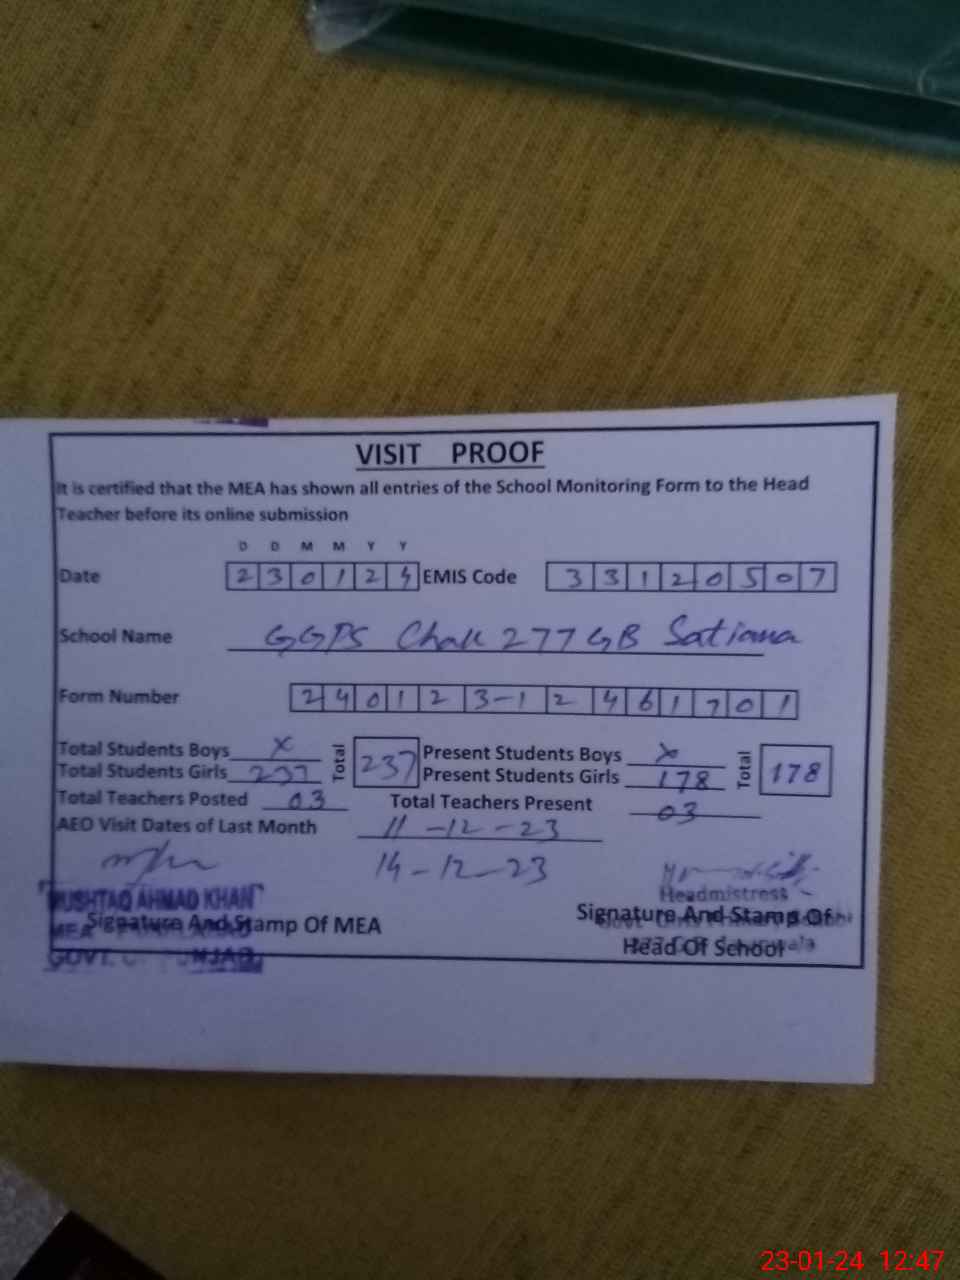 VISIT PROOF
It is certified that the MEA has shown all entries of the School Monitoring Form to the Head
Teacher before its online submission
D D M M Y Y
Date 2 3 0 1 2 4 EMIS Code 3 3 1 2 0 5 0 7
School Name GGPS Chak 277 GB Satiana
Form Number 2 4 0 1 2 3-1 2 4 6 1 7 0 1
Total Students Boys X Total 237 Present Students Boys X Total 178
Total Students Girls 237 Present Students Girls 178
Total Teachers Posted 03 Total Teachers Present 03
AEO Visit Dates of Last Month 11-12-23
14-12-23
MUSHTAQ AHMAD KHAN Headmistress
MEA
Signature And Stamp Of MEA Signature And Stamp Of
GOVT. OF PUNJAB Head Of School
23-01-24 12:47